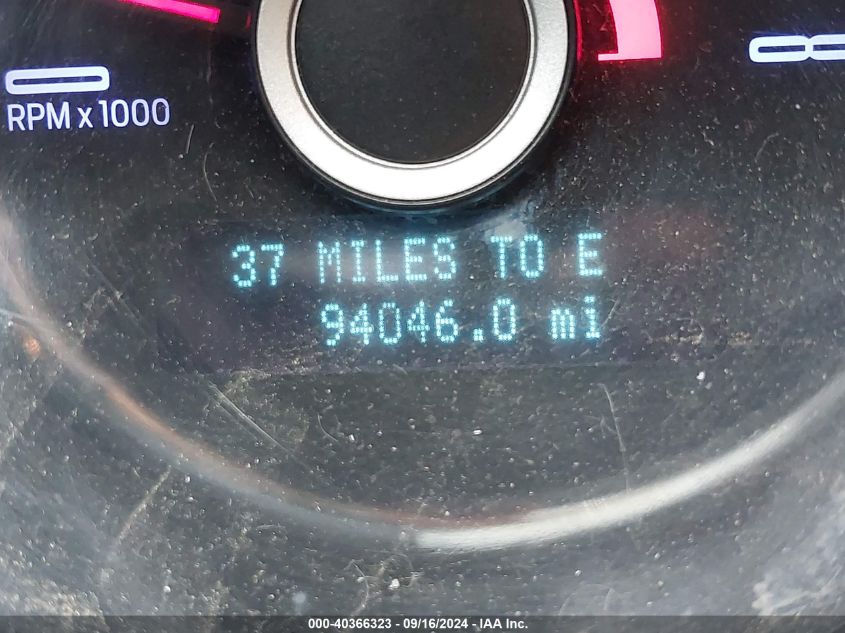 RPM x 1000
37 MILES TO E
94046.0 mi
000-40366323 - 09/16/2024 - IAA Inc.